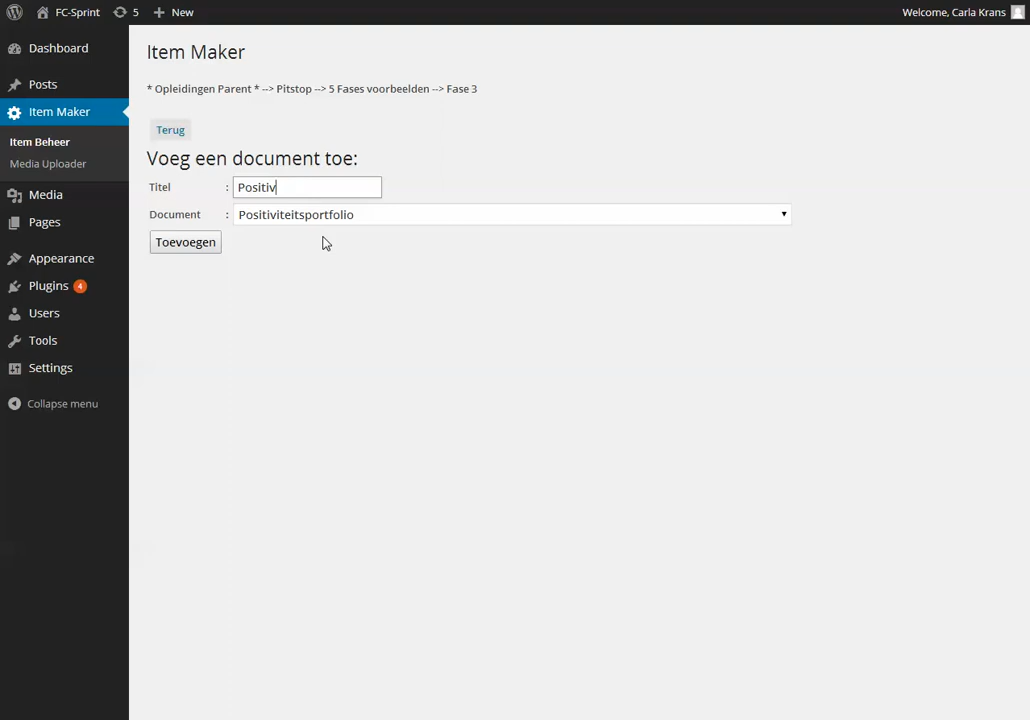 FC-Sprint 5 New Welcome, Carla Krans
Dashboard
Posts
Item Maker
Item Beheer
Media Uploader
Media
Pages
Appearance
Plugins 4
Users
Tools
Settings
Collapse menu
Item Maker
* Opleidingen Parent * --> Pitstop --> 5 Fases voorbeelden --> Fase 3
Terug
Voeg een document toe:
Titel : Positiv
Document : Positiviteitsportfolio
Toevoegen